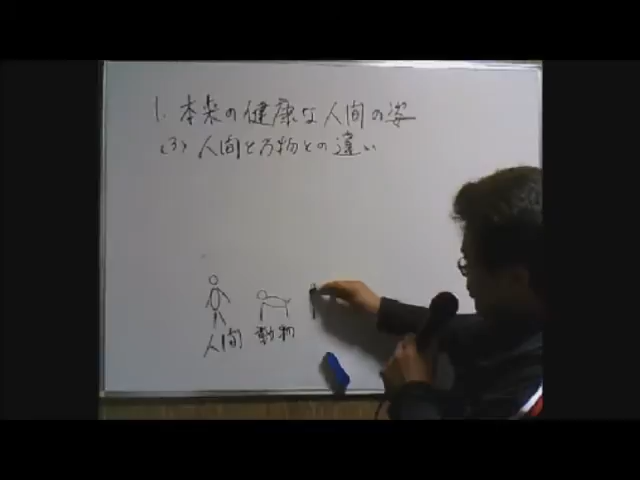 1. 本来の健康な人間の姿
(3) 人間と万物との違い
人間 動物